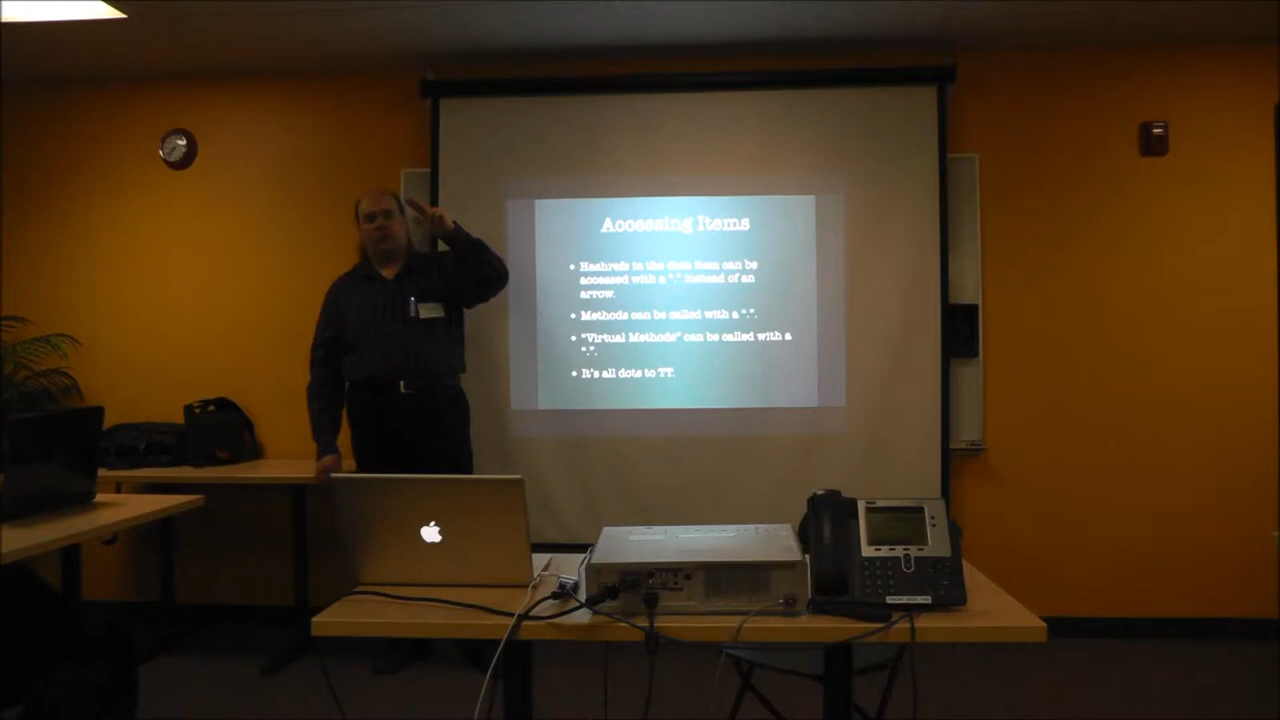 Accessing Items
• Hashrefs in the data item can be
accessed with a "." instead of an
arrow.
• Methods can be called with a ".".
• "Virtual Methods" can be called with a
".".
• It's all dots to TT.